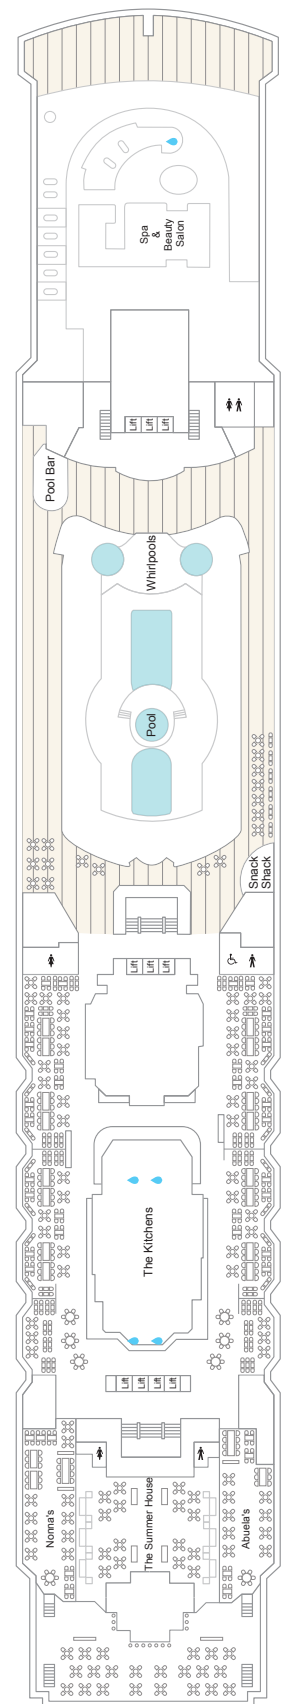 Spa
&
Beauty
Salon
Lift
Lift
Lift
Pool Bar
Whirlpools
Pool
Snack
Shack
Lift
Lift
Lift
The Kitchens
Lift
Lift
Lift
Lift
Nonna's
The Summer House
Abuela's